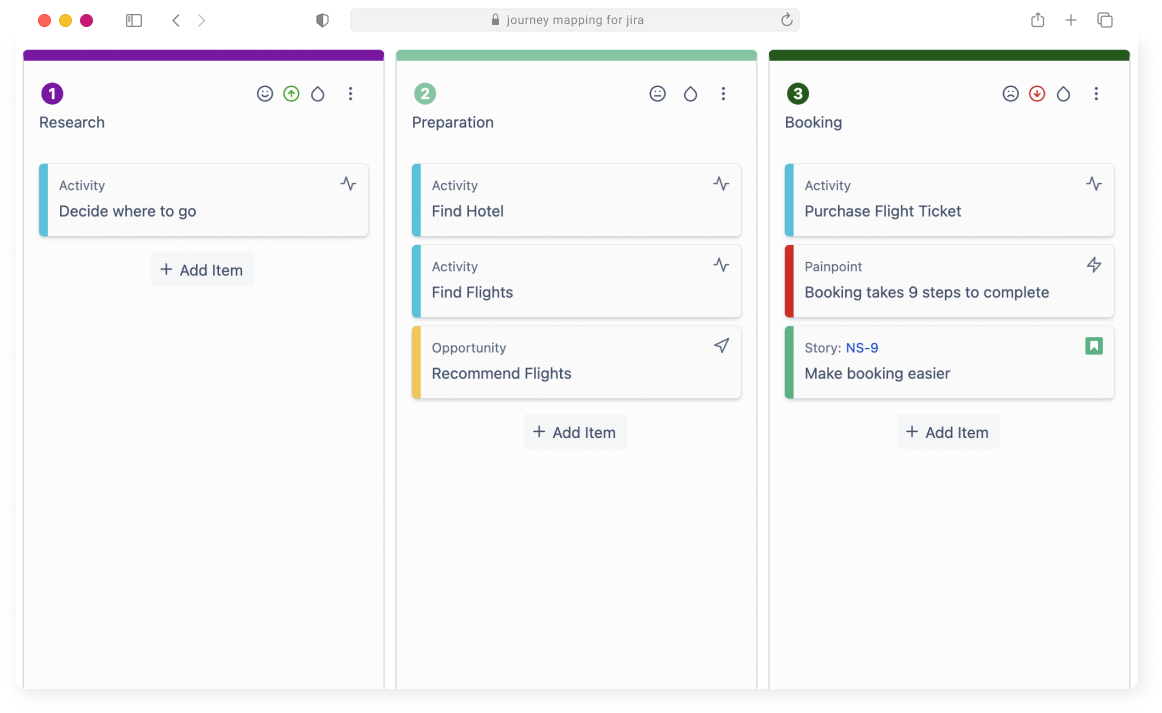 journey mapping for jira
1
Research
Activity
Decide where to go
+ Add Item
2
Preparation
Activity
Find Hotel
Activity
Find Flights
Opportunity
Recommend Flights
+ Add Item
3
Booking
Activity
Purchase Flight Ticket
Painpoint
Booking takes 9 steps to complete
Story: NS-9
Make booking easier
+ Add Item